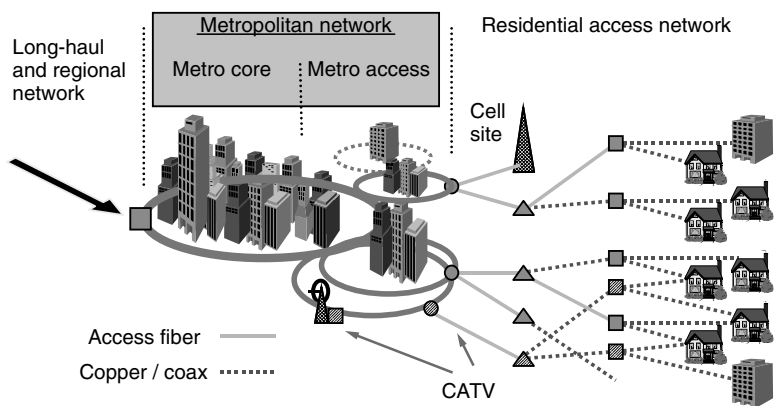 Long-haul
and regional
network
Metropolitan network
Metro core
Metro access
Residential access network
Cell
site
Access fiber
Copper / coax
CATV